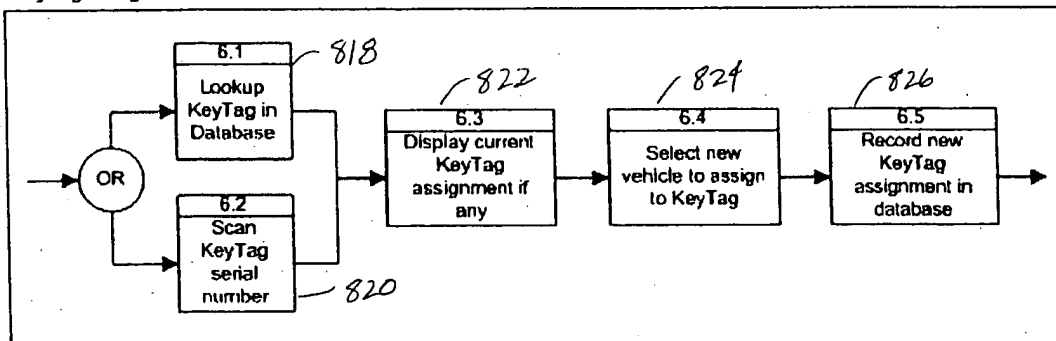 6.1
818
Lookup
KeyTag in
Database
OR
6.2
Scan
KeyTag
serial
number
820
822
6.3
Display current
KeyTag
assignment if
any
824
6.4
Select new
vehicle to assign
to KeyTag
826
6.5
Record new
KeyTag
assignment in
database